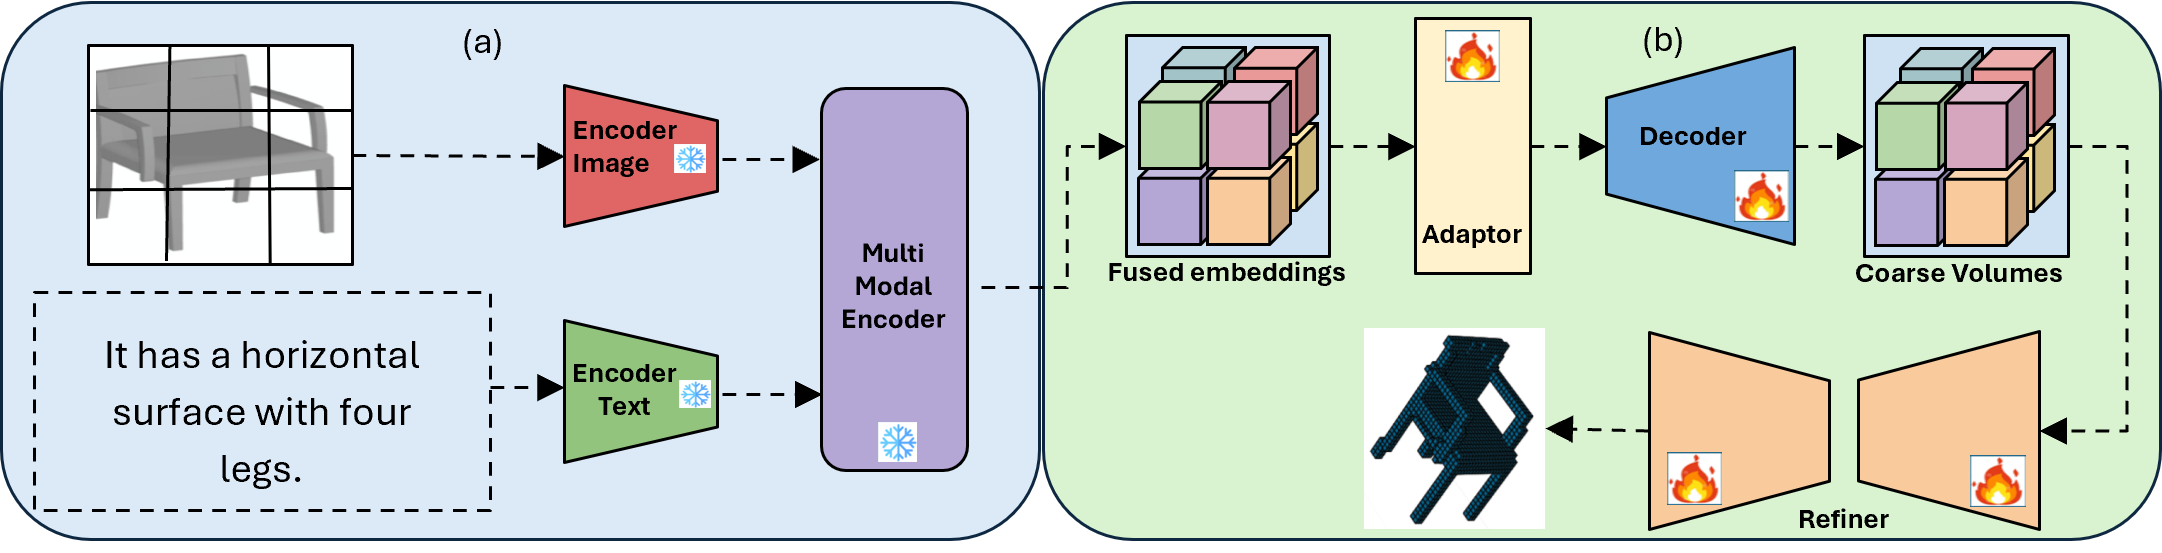 (a)
Encoder
Image
It has a horizontal
surface with four
legs.
Encoder
Text
Multi
Modal
Encoder
(b)
Fused embeddings
Adaptor
Decoder
Coarse Volumes
Refiner